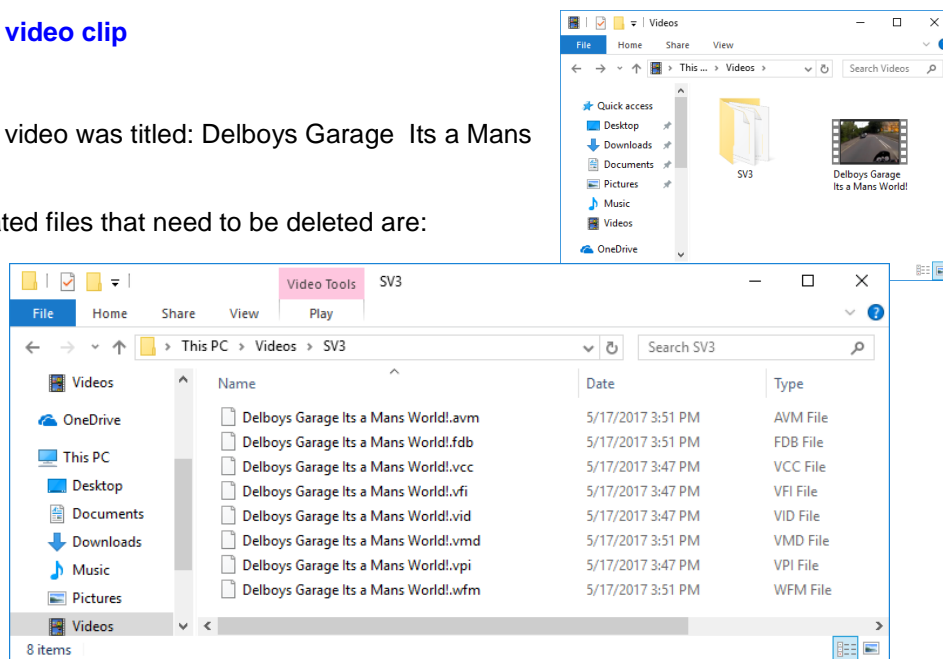 video clip
video was titled: Delboys Garage Its a Mans
ated files that need to be deleted are:
Videos
File Home Share View
This ... > Videos > Search Videos
Quick access
Desktop
Downloads
Documents
Pictures
Music
Videos
OneDrive
SV3
Delboys Garage
Its a Mans World!
Video Tools SV3
File Home Share View Play
> This PC > Videos > SV3 Search SV3
Videos
OneDrive
This PC
Desktop
Documents
Downloads
Music
Pictures
Videos
Name Date Type
Delboys Garage Its a Mans World!.avm 5/17/2017 3:51 PM AVM File
Delboys Garage Its a Mans World!.fdb 5/17/2017 3:51 PM FDB File
Delboys Garage Its a Mans World!.vcc 5/17/2017 3:47 PM VCC File
Delboys Garage Its a Mans World!.vfi 5/17/2017 3:47 PM VFI File
Delboys Garage Its a Mans World!.vid 5/17/2017 3:47 PM VID File
Delboys Garage Its a Mans World!.vmd 5/17/2017 3:51 PM VMD File
Delboys Garage Its a Mans World!.vpi 5/17/2017 3:47 PM VPI File
Delboys Garage Its a Mans World!.wfm 5/17/2017 3:51 PM WFM File
8 items